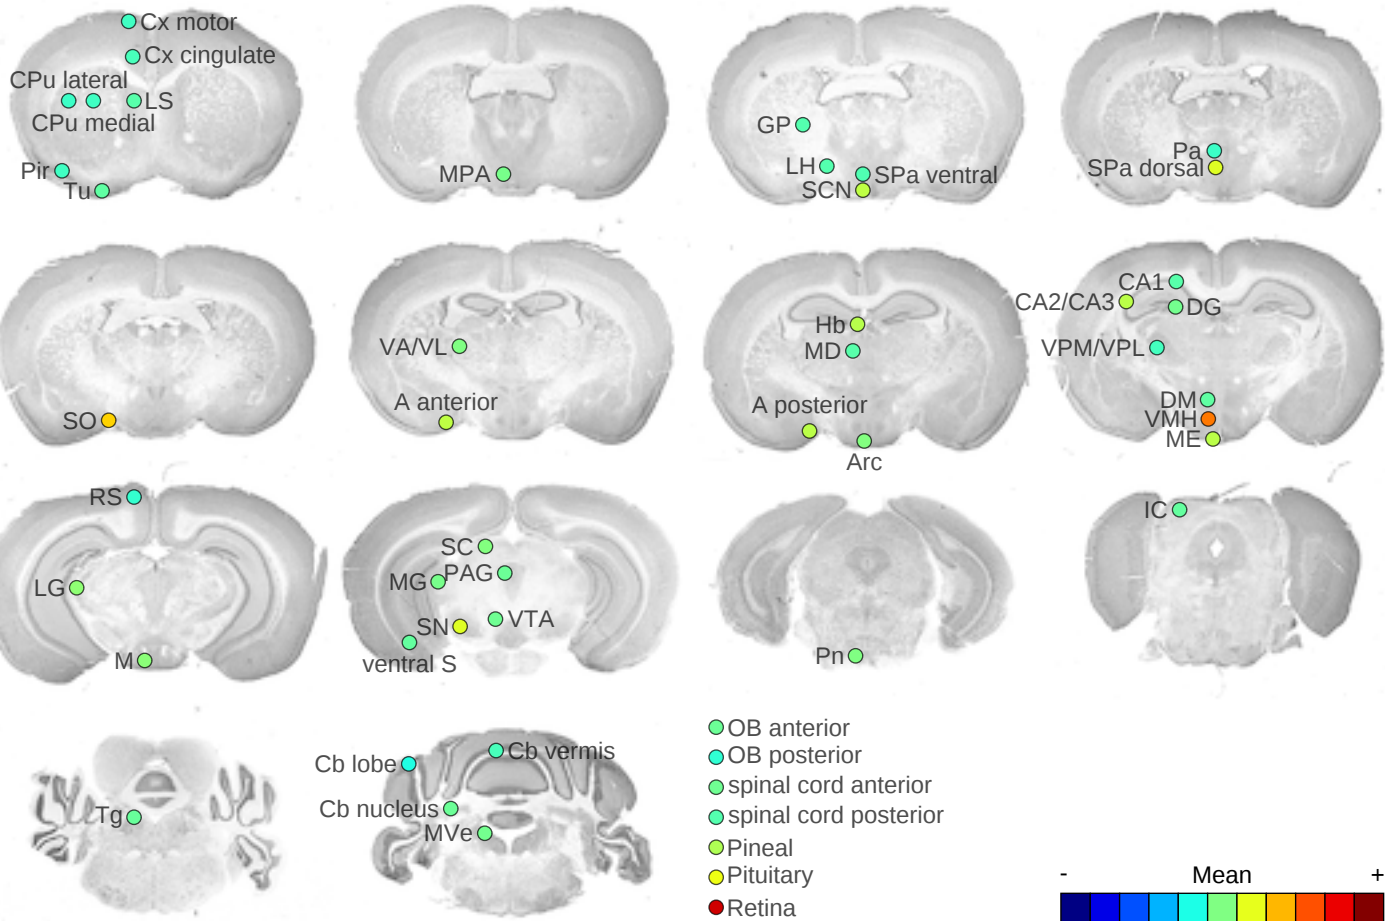 Cx motor
Cx cingulate
CPu lateral
LS
CPu medial
Pir
Tu
MPA
GP
LH
SPa ventral
SCN
Pa
SPa dorsal
SO
VA/VL
A anterior
Hb
MD
A posterior
Arc
CA1
CA2/CA3
DG
VPM/VPL
DM
VMH
ME
RS
LG
M
SC
MG
PAG
SN
VTA
ventral S
Pn
IC
Tg
Cb lobe
Cb vermis
Cb nucleus
MVe
OB anterior
OB posterior
spinal cord anterior
spinal cord posterior
Pineal
Pituitary
Retina
- Mean +